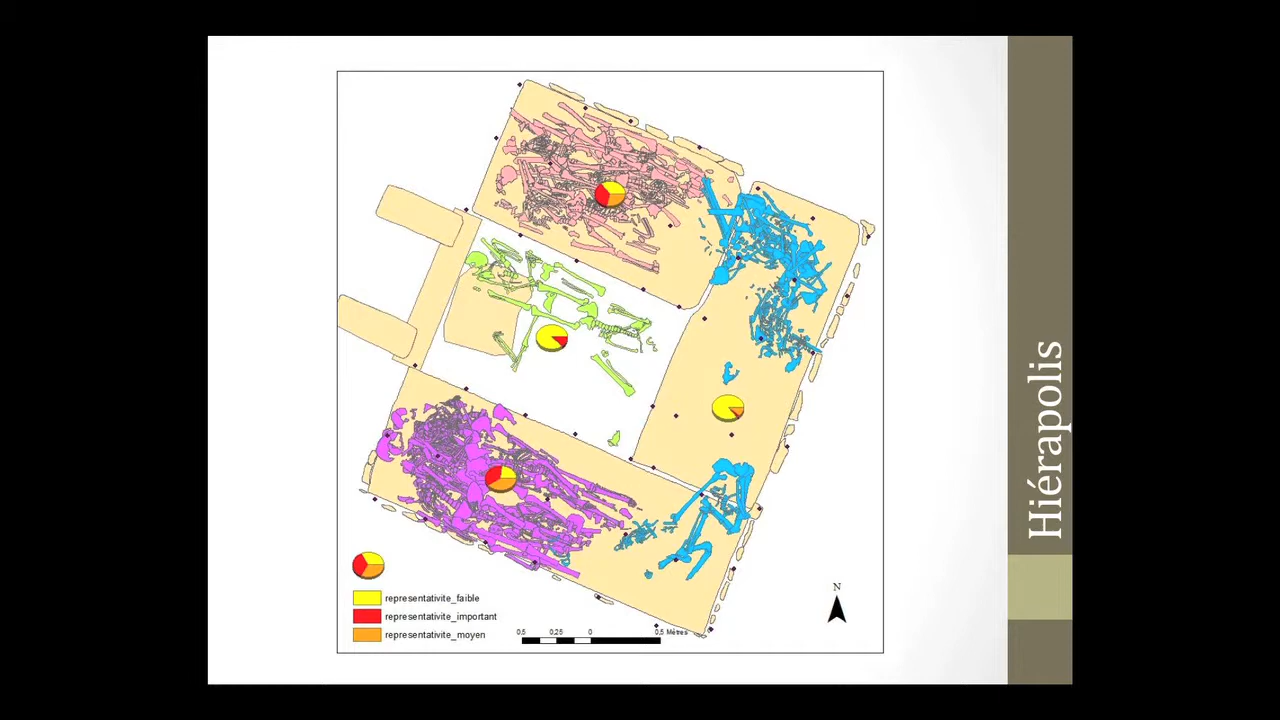 Hiérapolis
representativite_faible
representativite_important
representativite_moyen
N
0,5 0,25 0 0,5 Mètres